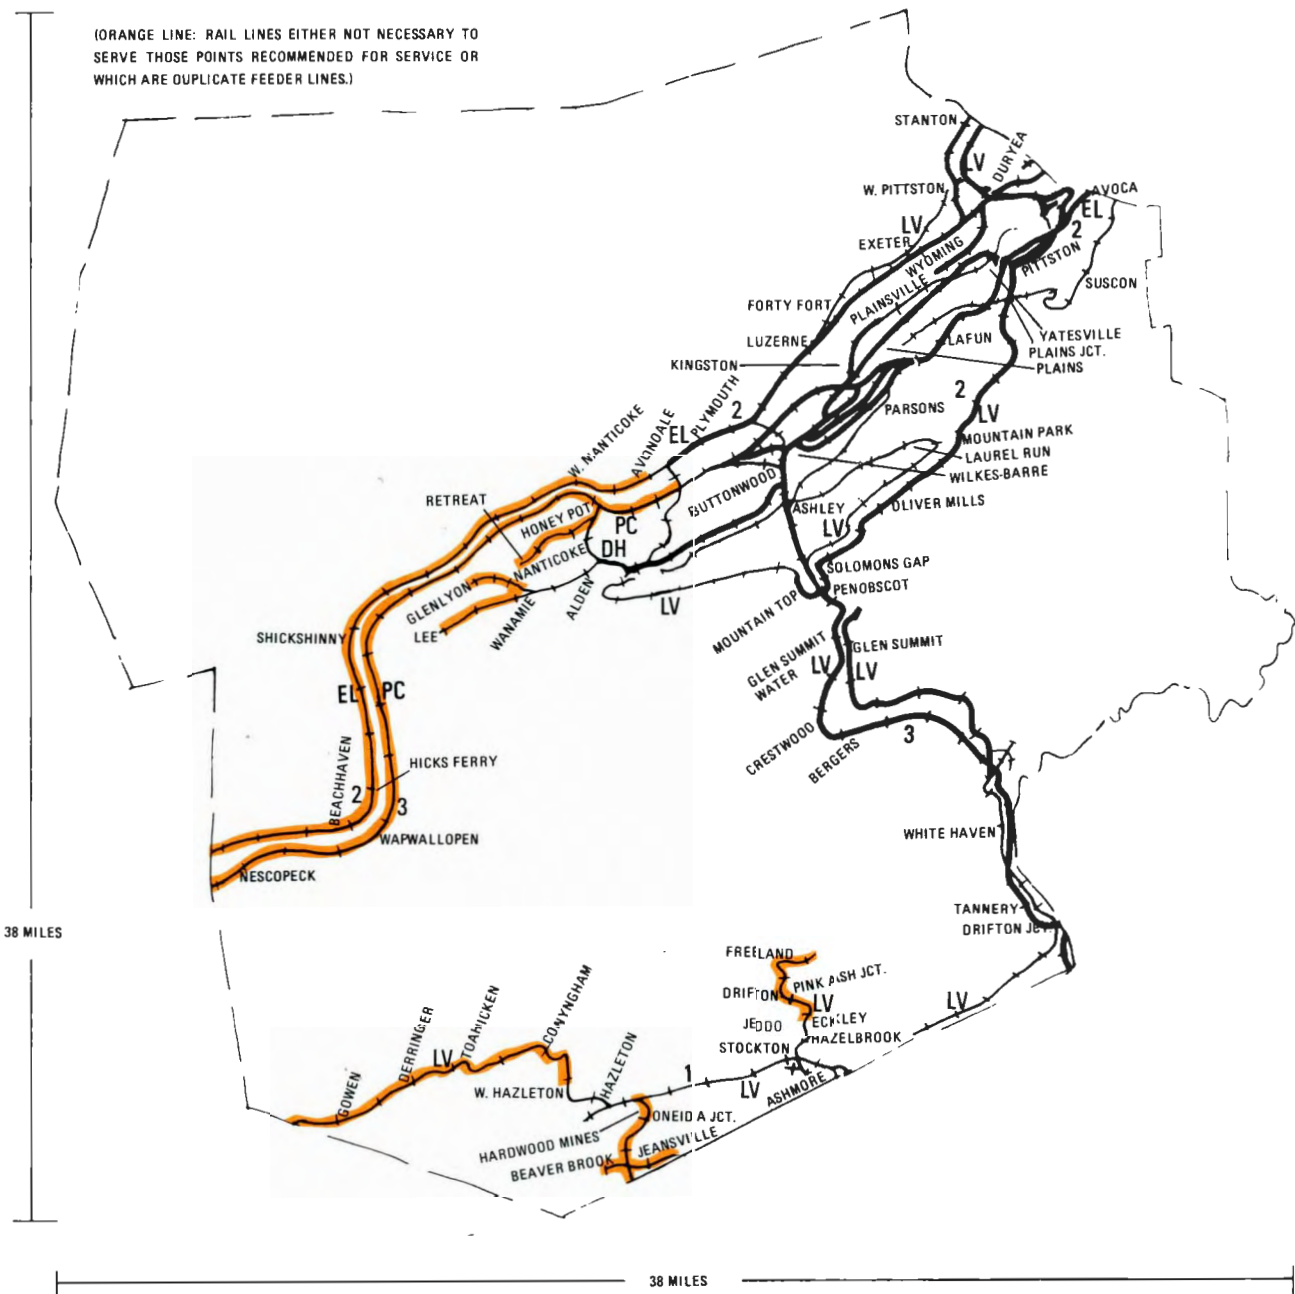 (ORANGE LINE: RAIL LINES EITHER NOT NECESSARY TO
SERVE THOSE POINTS RECOMMENDED FOR SERVICE OR
WHICH ARE DUPLICATE FEEDER LINES.)
STANTON
LV
DURYEA
W. PITTSTON
AVOCA
EL
2
LV
EXETER
WYOMING
PITTSTON
SUSCON
PLAINSVILLE
FORTY FORT
LUZERNE
LAFUN
YATESVILLE
PLAINS JCT.
PLAINS
KINGSTON
PLYMOUTH
2
EL
PARSONS
2
LV
MOUNTAIN PARK
LAUREL RUN
WILKES-BARRE
W. NANTICOKE
AVONDALE
RETREAT
HONEY POT
PC
BUTTONWOOD
ASHLEY
LV
OLIVER MILLS
NANTICOKE
DH
GLENLYON
LEE
WANAMIE
ALDEN
LV
SOLOMONS GAP
PENOBSCOT
MOUNTAIN TOP
SHICKSHINNY
GLEN SUMMIT
WATER
LV
GLEN SUMMIT
LV
EL
PC
CRESTWOOD
BERGERS
3
BEACHHAVEN
HICKS FERRY
2
3
WAPWALLOPEN
NESCOPECK
WHITE HAVEN
TANNERY
DRIFTON JCT.
38 MILES
FREELAND
PINK ASH JCT.
DRIFTON
LV
ECKLEY
JEDDO
HAZELBROOK
STOCKTON
LV
ASHMORE
1
LV
GOWEN
DERRINGER
LV
TOAHICKEN
CONYNGHAM
W. HAZLETON
HAZLETON
ONEIDA JCT.
HARDWOOD MINES
JEANSVILLE
BEAVER BROOK
38 MILES